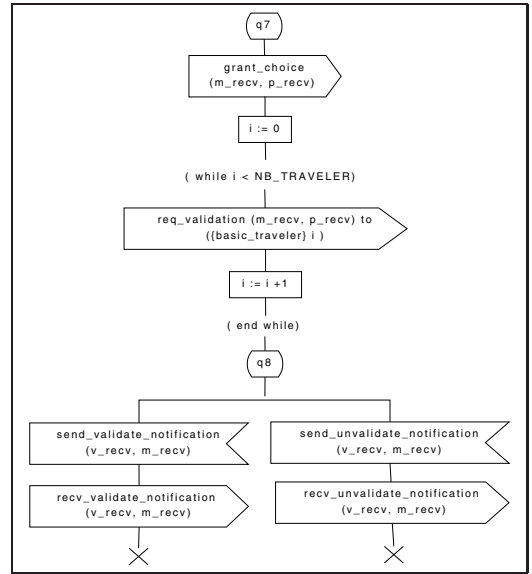 q7
grant_choice
(m_recv, p_recv)
i := 0
( while i < NB_TRAVELER)
req_validation (m_recv, p_recv) to
({basic_traveler} i )
i := i +1
( end while)
q8
send_validate_notification
(v_recv, m_recv)
send_unvalidate_notification
(v_recv, m_recv)
recv_validate_notification
(v_recv, m_recv)
recv_unvalidate_notification
(v_recv, m_recv)